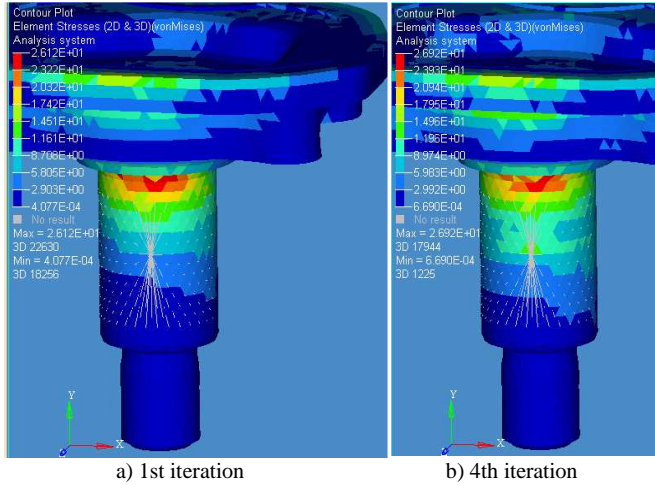 Contour Plot
Element Stresses (2D & 3D)(vonMises)
Analysis system
2.612E+01
2.322E+01
2.032E+01
1.742E+01
1.451E+01
1.161E+01
8.708E+00
5.805E+00
2.903E+00
4.077E-04
No result
Max = 2.612E+01
3D 22630
Min = 4.077E-04
3D 18256
Y
X
a) 1st iteration
Contour Plot
Element Stresses (2D & 3D)(vonMises)
Analysis system
2.692E+01
2.393E+01
2.094E+01
1.795E+01
1.496E+01
1.196E+01
8.974E+00
5.983E+00
2.992E+00
6.690E-04
No result
Max = 2.692E+01
3D 17944
Min = 6.690E-04
3D 1225
Y
X
b) 4th iteration